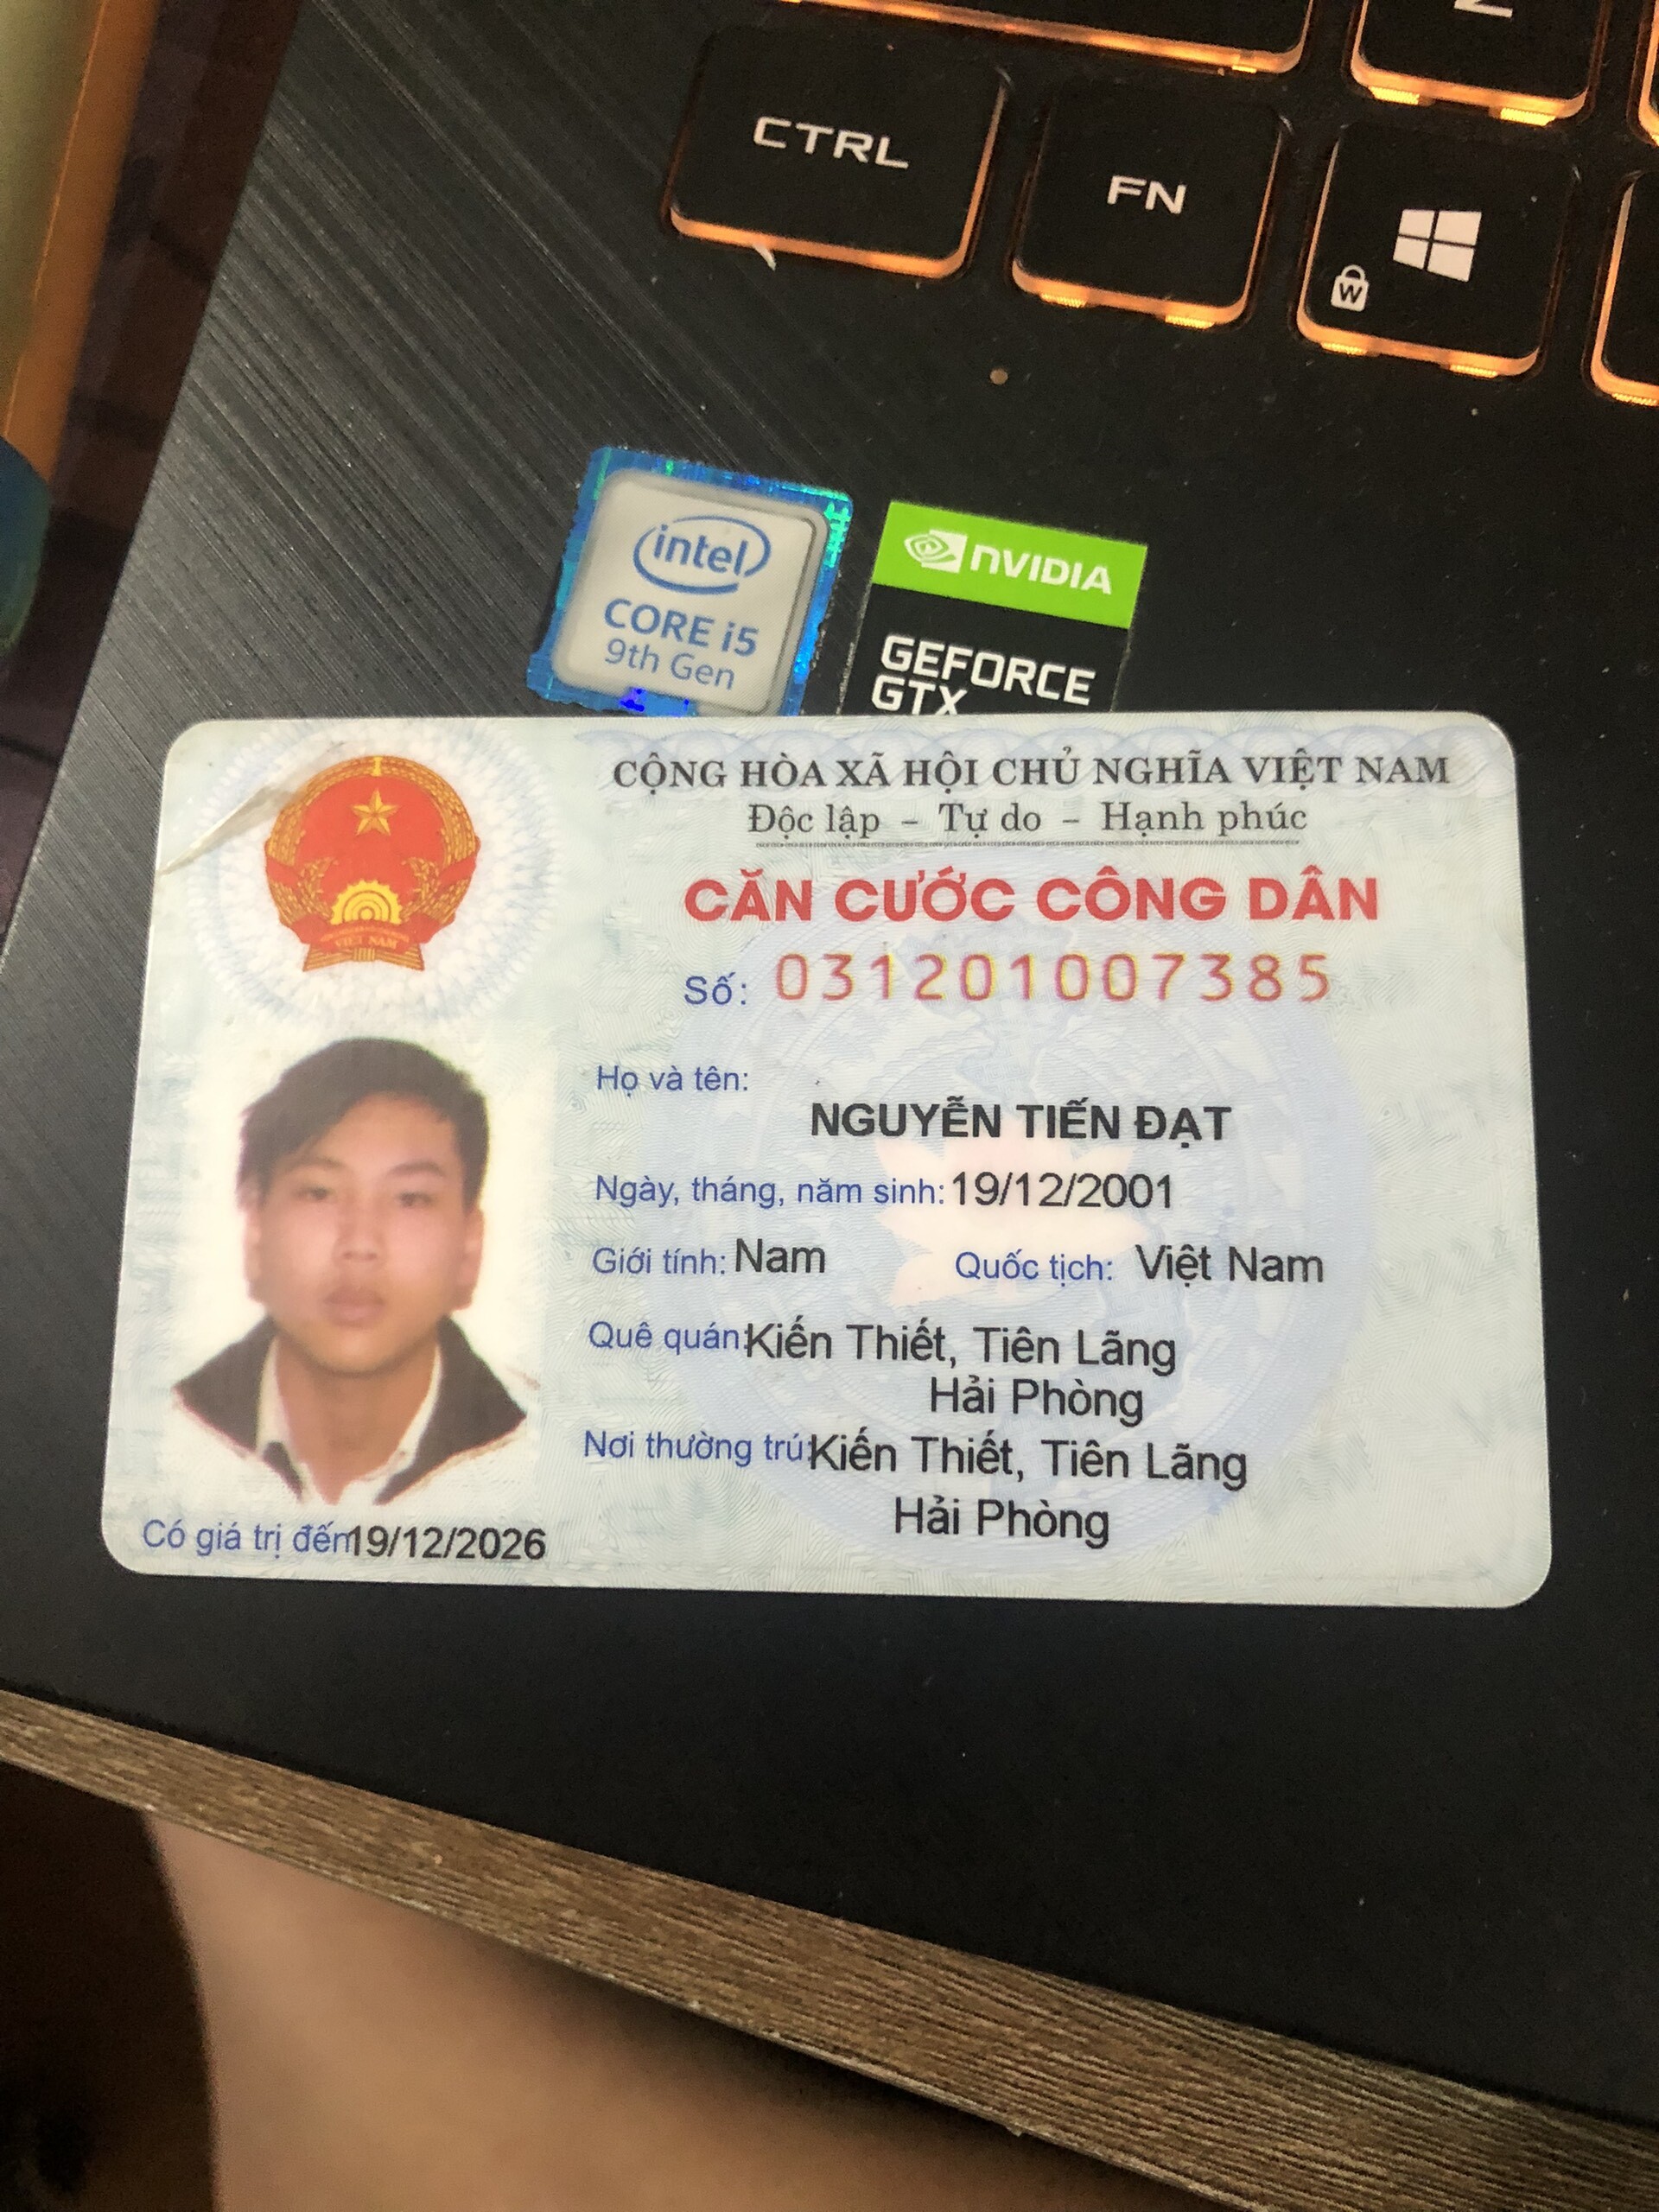 Z
CTRL
FN
W
intel
CORE i5
9th Gen
NVIDIA
GEFORCE
GTX
CỘNG HÒA XÃ HỘI CHỦ NGHĨA VIỆT NAM
Độc lập - Tự do - Hạnh phúc
CĂN CƯỚC CÔNG DÂN
Số: 031201007385
VIỆT NAM
Họ và tên:
NGUYỄN TIẾN ĐẠT
Ngày, tháng, năm sinh: 19/12/2001
Giới tính: Nam Quốc tịch: Việt Nam
Quê quán: Kiến Thiết, Tiên Lãng
Hải Phòng
Nơi thường trú: Kiến Thiết, Tiên Lãng
Hải Phòng
Có giá trị đến 19/12/2026